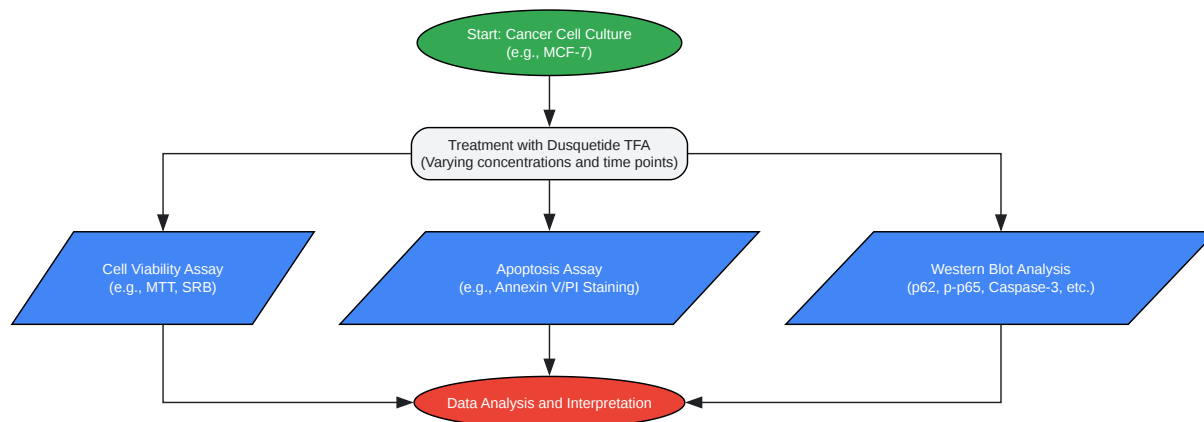 Start: Cancer Cell Culture
(e.g., MCF-7)
Treatment with Dusquetide TFA
(Varying concentrations and time points)
Cell Viability Assay
(e.g., MTT, SRB)
Apoptosis Assay
(e.g., Annexin V/PI Staining)
Western Blot Analysis
(p62, p-p65, Caspase-3, etc.)
Data Analysis and Interpretation